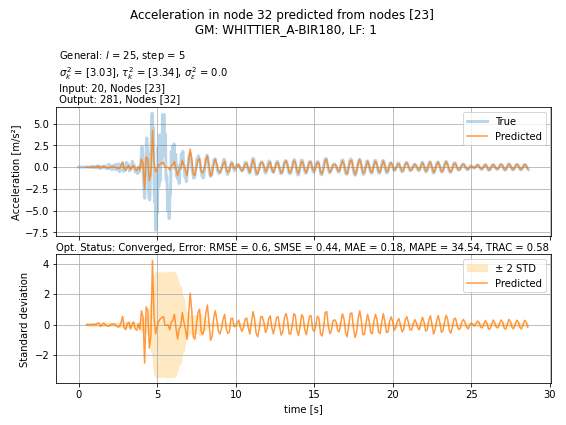 Acceleration in node 32 predicted from nodes [23]
GM: WHITTIER_A-BIR180, LF: 1
General: l = 25, step = 5
σ²ₖ = [3.03], τ²ₖ = [3.34], σ²ε = 0.0
Input: 20, Nodes [23]
Output: 281, Nodes [32]
Acceleration [m/s²]
5.0
2.5
0.0
−2.5
−5.0
−7.5
True
Predicted
Opt. Status: Converged, Error: RMSE = 0.6, SMSE = 0.44, MAE = 0.18, MAPE = 34.54, TRAC = 0.58
Standard deviation
4
2
0
−2
± 2 STD
Predicted
0 5 10 15 20 25 30
time [s]